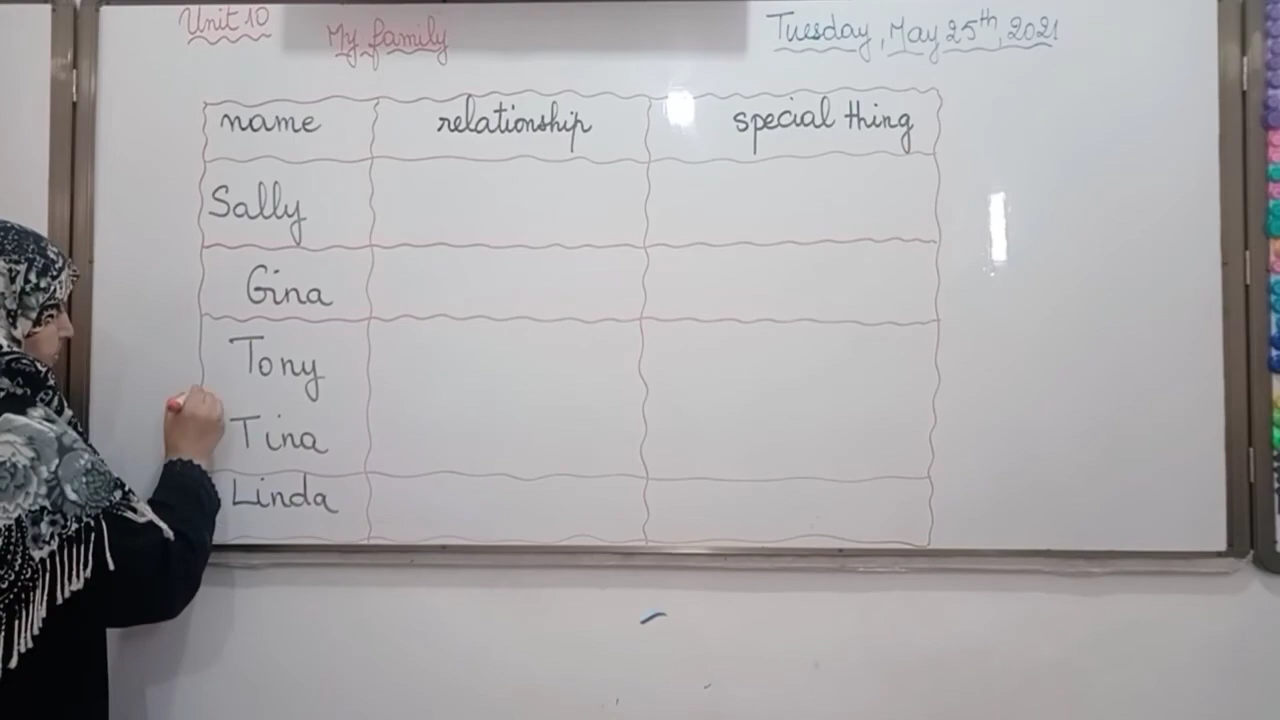 Unit 10
My family
Tuesday, May 25th, 2021
name relationship special thing
Sally
Gina
Tony
Tina
Linda